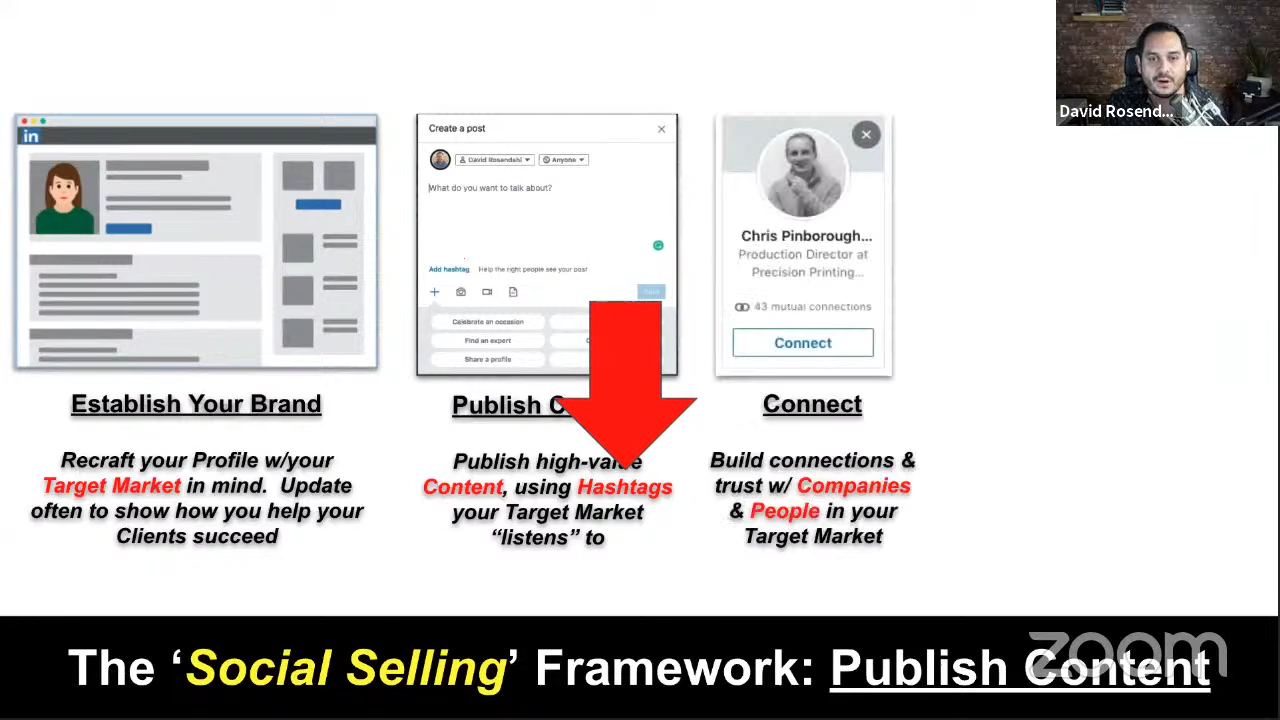 David Rosend...
in
Create a post
David Rosendahl
Anyone
What do you want to talk about?
Add hashtag Help the right people see your post
Celebrate an occasion
Find an expert
Share a profile
Chris Pinborough...
Production Director at
Precision Printing...
43 mutual connections
Connect
Establish Your Brand
Recraft your Profile w/your
Target Market in mind. Update
often to show how you help your
Clients succeed
Publish
Publish high-value
Content, using Hashtags
your Target Market
“listens” to
Connect
Build connections &
trust w/ Companies
& People in your
Target Market
The ‘Social Selling’ Framework: Publish Content
zoom